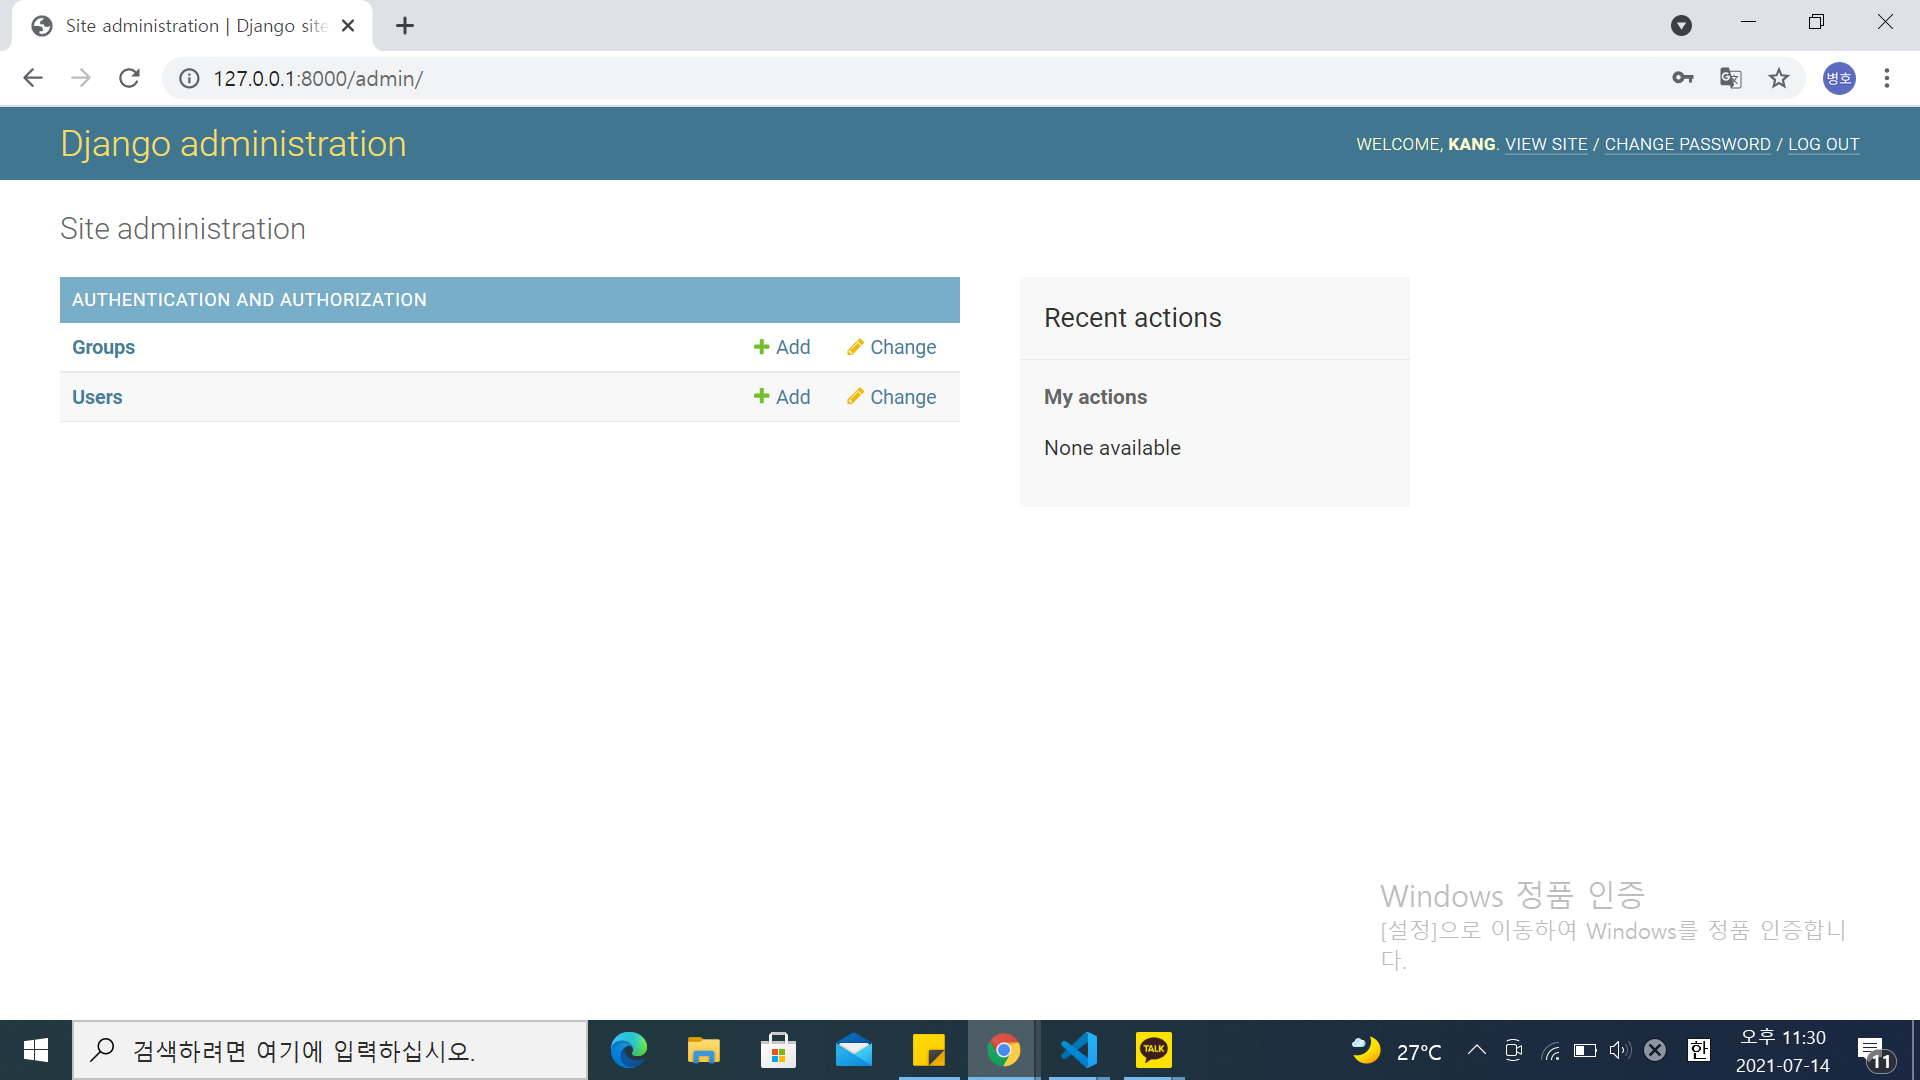 Site administration | Django site
127.0.0.1:8000/admin/
병호
Django administration
WELCOME, KANG. VIEW SITE / CHANGE PASSWORD / LOG OUT
Site administration
AUTHENTICATION AND AUTHORIZATION
Groups Add Change
Users Add Change
Recent actions
My actions
None available
Windows 정품 인증
[설정]으로 이동하여 Windows를 정품 인증합니
다.
검색하려면 여기에 입력하십시오.
TALK
27°C
한
오후 11:30
2021-07-14
11